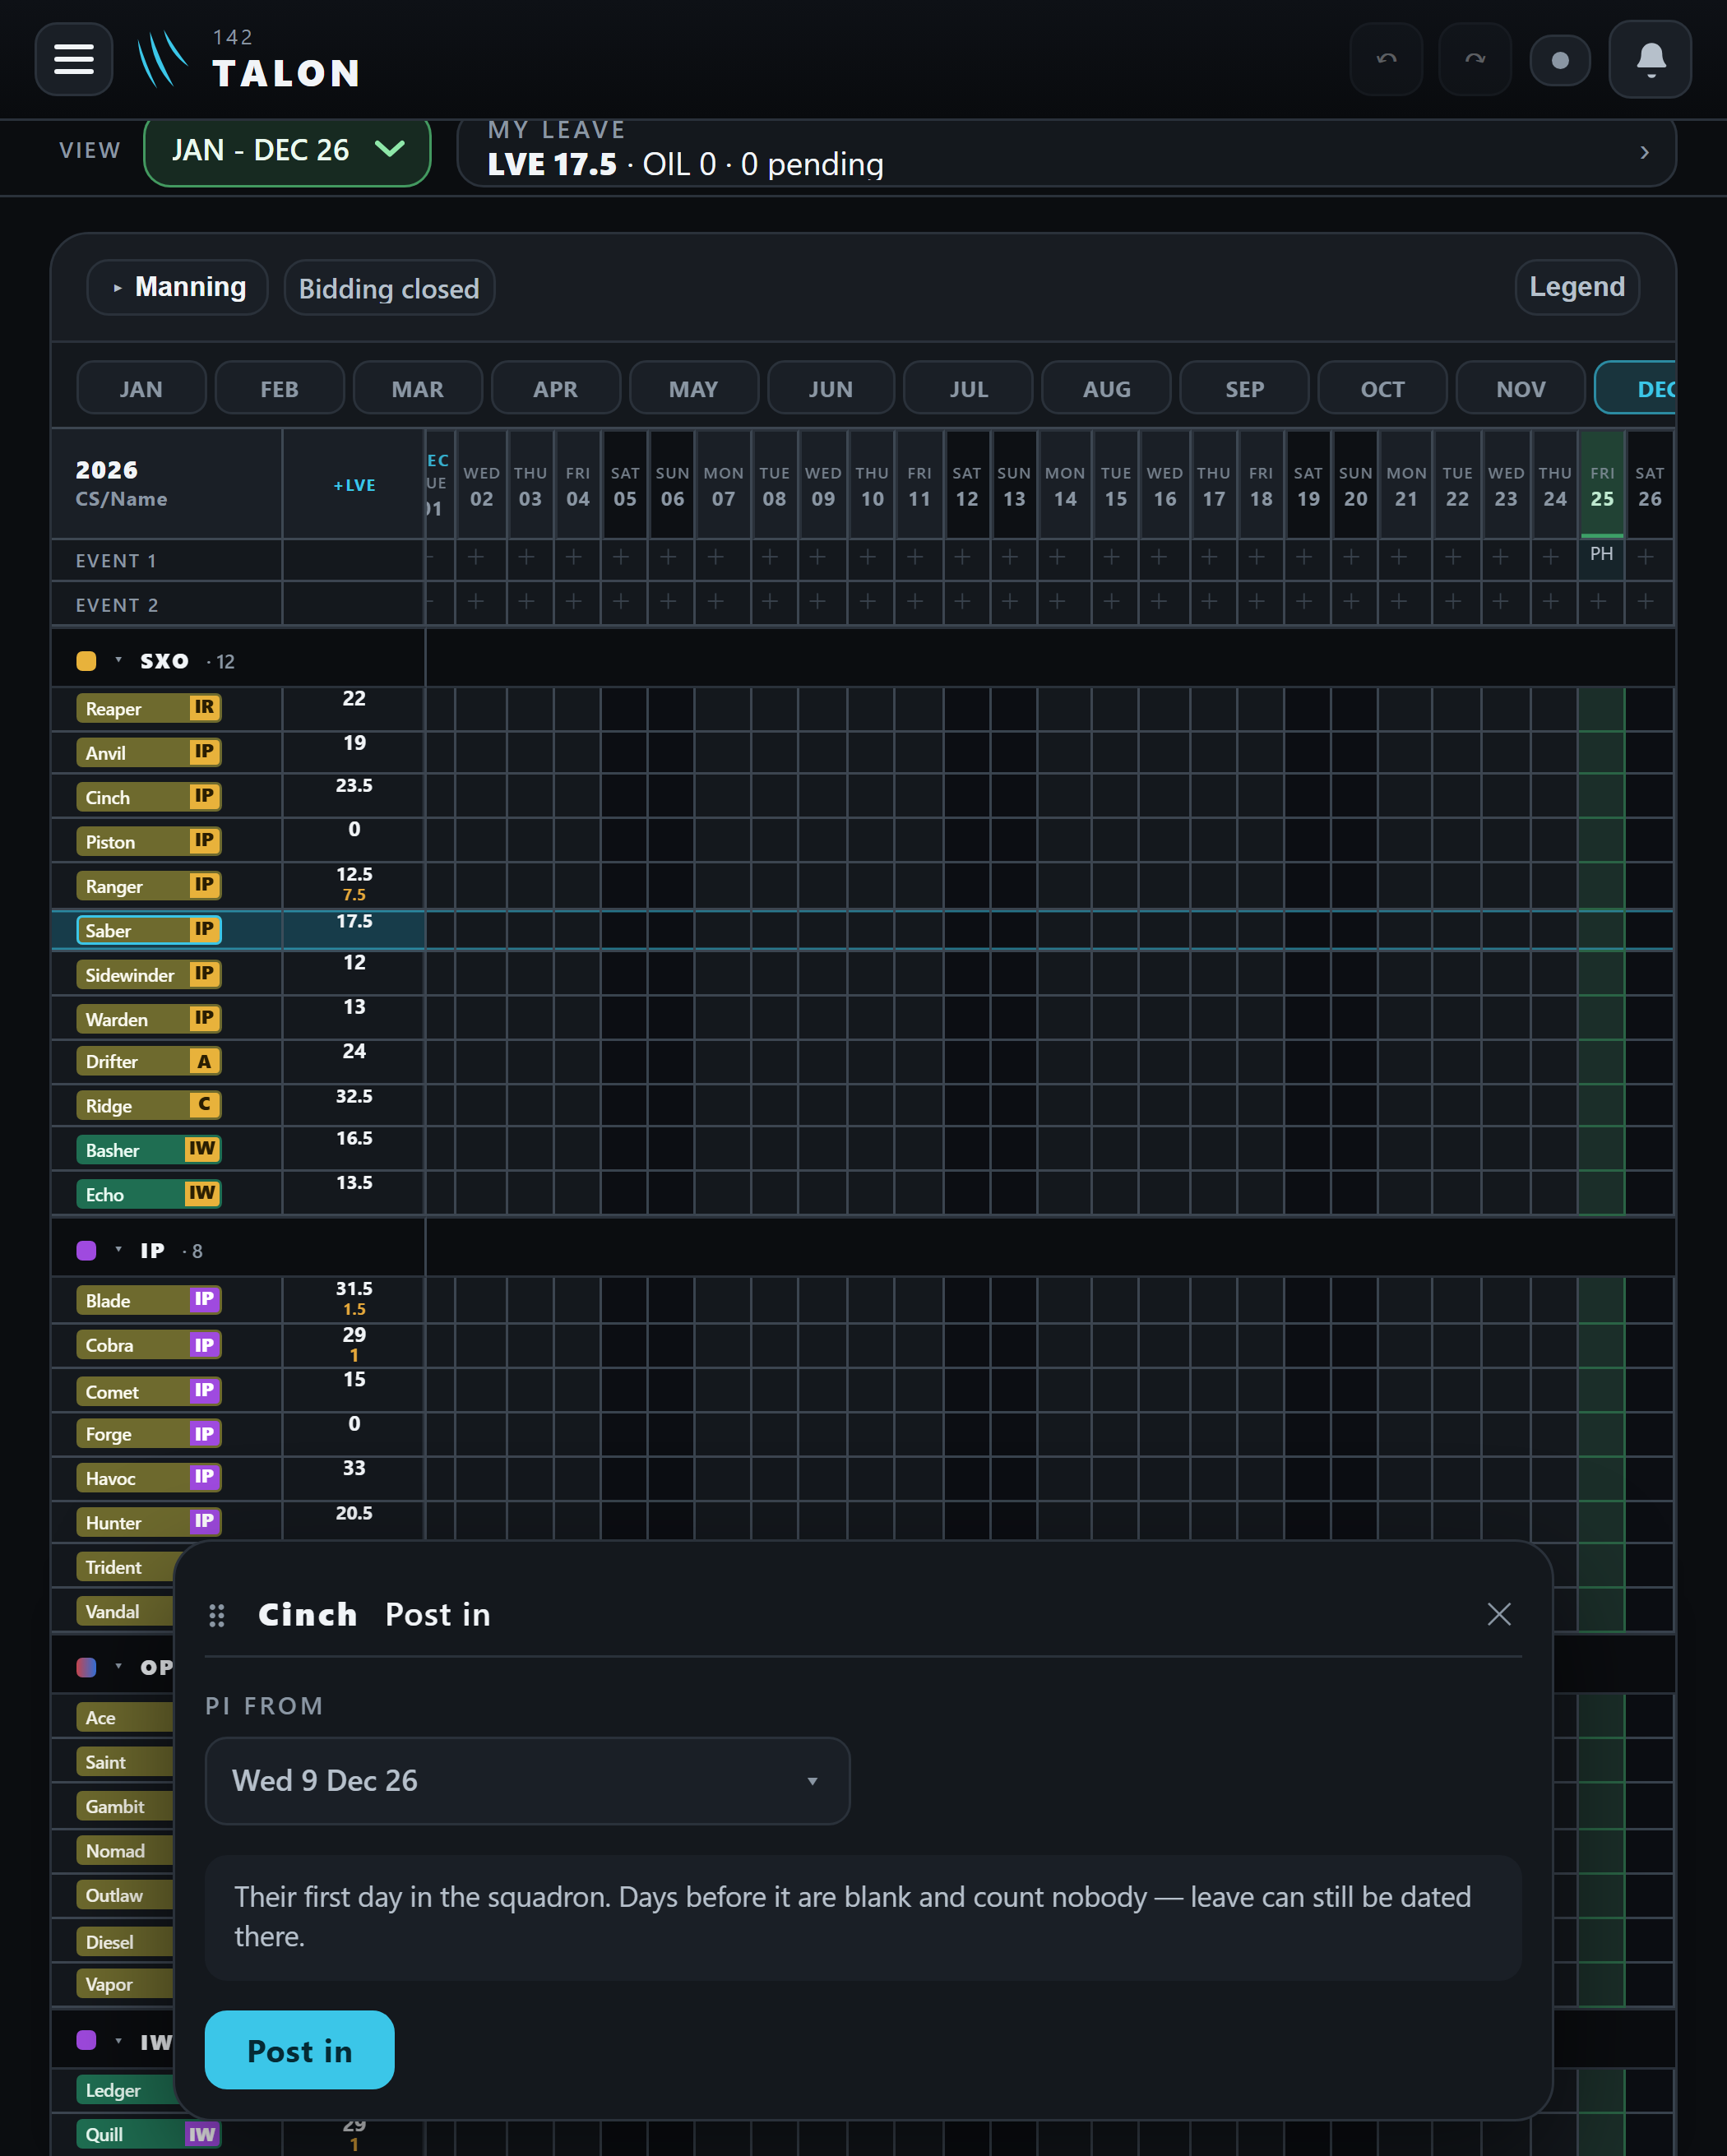 142
TALON
VIEW
JAN - DEC 26
MY LEAVE
LVE 17.5 · OIL 0 · 0 pending
Manning
Bidding closed
Legend
JAN FEB MAR APR MAY JUN JUL AUG SEP OCT NOV DEC
2026
CS/Name
+LVE
WED 02
THU 03
FRI 04
SAT 05
SUN 06
MON 07
TUE 08
WED 09
THU 10
FRI 11
SAT 12
SUN 13
MON 14
TUE 15
WED 16
THU 17
FRI 18
SAT 19
SUN 20
MON 21
TUE 22
WED 23
THU 24
FRI 25
SAT 26
EVENT 1
PH
EVENT 2
SXO · 12
Reaper IR 22
Anvil IP 19
Cinch IP 23.5
Piston IP 0
Ranger IP 12.5
7.5
Saber IP 17.5
Sidewinder IP 12
Warden IP 13
Drifter A 24
Ridge C 32.5
Basher IW 16.5
Echo IW 13.5
IP · 8
Blade IP 31.5
1.5
Cobra IP 29
1
Comet IP 15
Forge IP 0
Havoc IP 33
Hunter IP 20.5
Trident
Vandal
OP
Ace
Saint
Gambit
Nomad
Outlaw
Diesel
Vapor
IW
Ledger
Quill IW 29
1
Cinch Post in
PI FROM
Wed 9 Dec 26
Their first day in the squadron. Days before it are blank and count nobody — leave can still be dated
there.
Post in